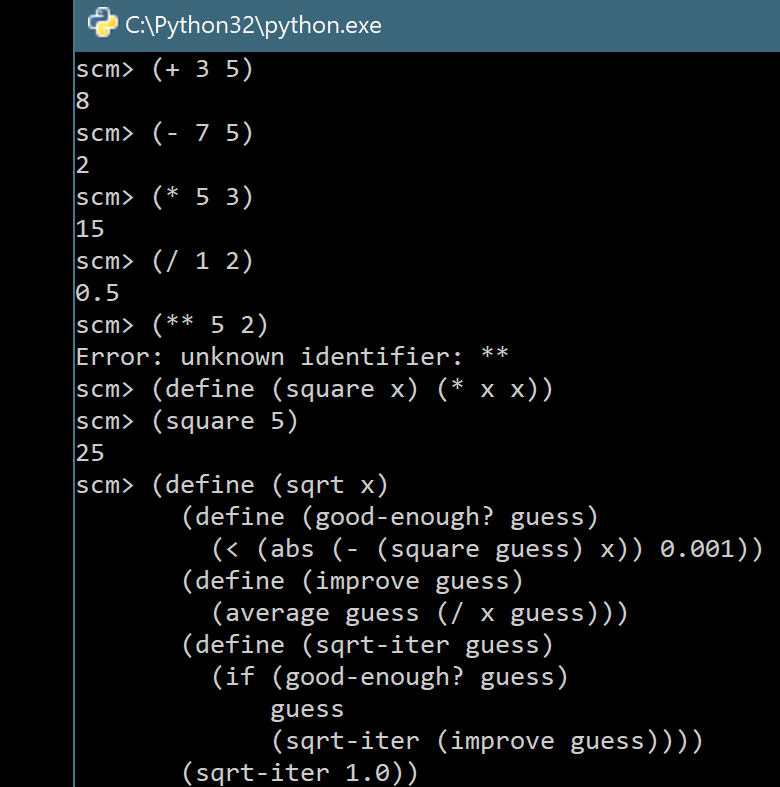 C:\Python32\python.exe
scm> (+ 3 5)
8
scm> (- 7 5)
2
scm> (* 5 3)
15
scm> (/ 1 2)
0.5
scm> (** 5 2)
Error: unknown identifier: **
scm> (define (square x) (* x x))
scm> (square 5)
25
scm> (define (sqrt x)
       (define (good-enough? guess)
         (< (abs (- (square guess) x)) 0.001))
       (define (improve guess)
         (average guess (/ x guess)))
       (define (sqrt-iter guess)
         (if (good-enough? guess)
             guess
             (sqrt-iter (improve guess))))
       (sqrt-iter 1.0))